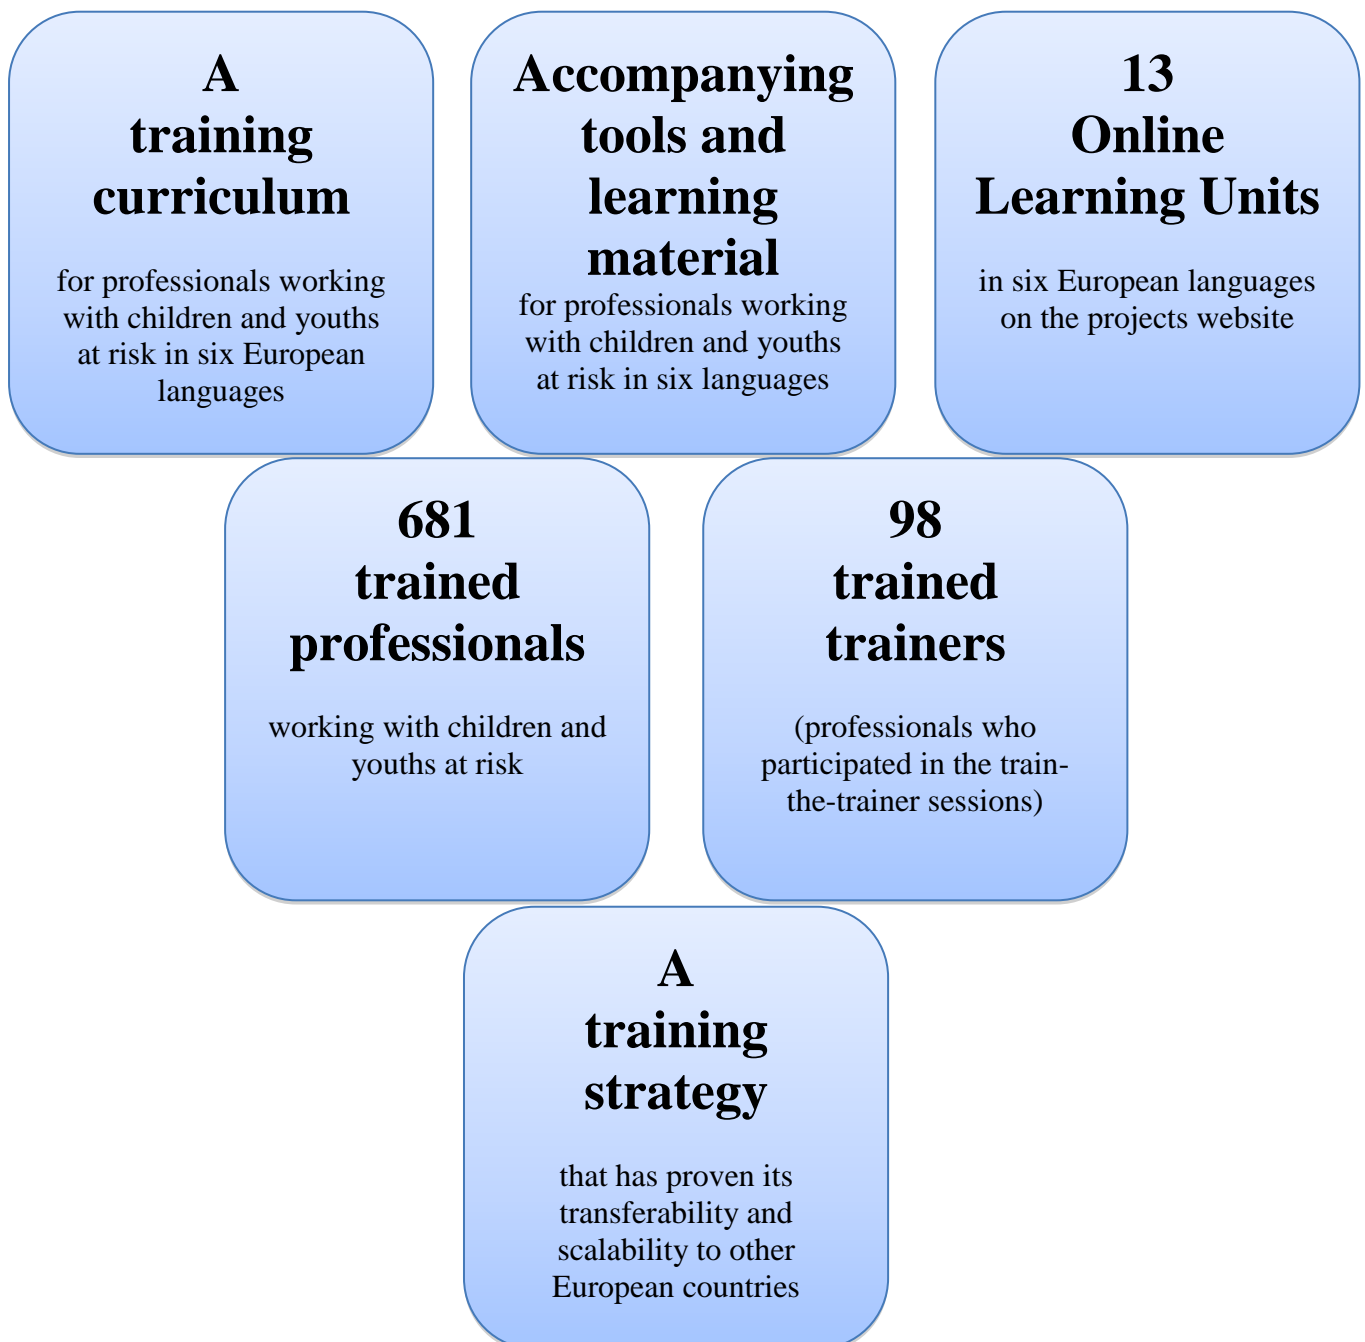 A
training
curriculum
for professionals working
with children and youths
at risk in six European
languages
Accompanying
tools and
learning
material
for professionals working
with children and youths
at risk in six languages
13
Online
Learning Units
in six European languages
on the projects website
681
trained
professionals
working with children and
youths at risk
98
trained
trainers
(professionals who
participated in the train-
the-trainer sessions)
A
training
strategy
that has proven its
transferability and
scalability to other
European countries